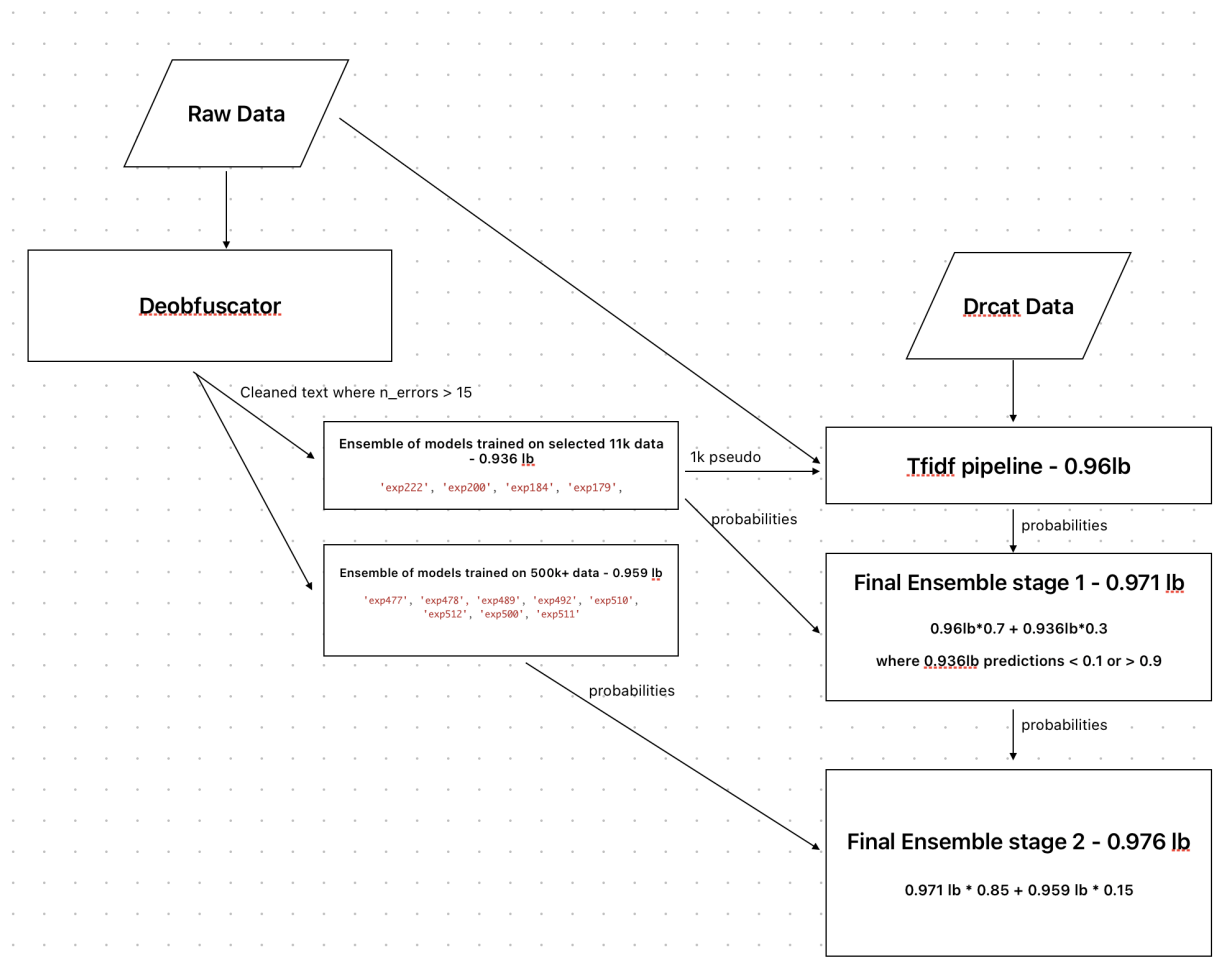 Raw Data
Deobfuscator
Drcat Data
Cleaned text where n_errors > 15
Ensemble of models trained on selected 11k data
- 0.936 lb
'exp222', 'exp200', 'exp184', 'exp179',
1k pseudo
Tfidf pipeline - 0.96lb
probabilities
probabilities
Ensemble of models trained on 500k+ data - 0.959 lb
'exp477', 'exp478', 'exp489', 'exp492', 'exp510',
'exp512', 'exp500', 'exp511'
Final Ensemble stage 1 - 0.971 lb
0.96lb*0.7 + 0.936lb*0.3
where 0.936lb predictions < 0.1 or > 0.9
probabilities
probabilities
Final Ensemble stage 2 - 0.976 lb
0.971 lb * 0.85 + 0.959 lb * 0.15